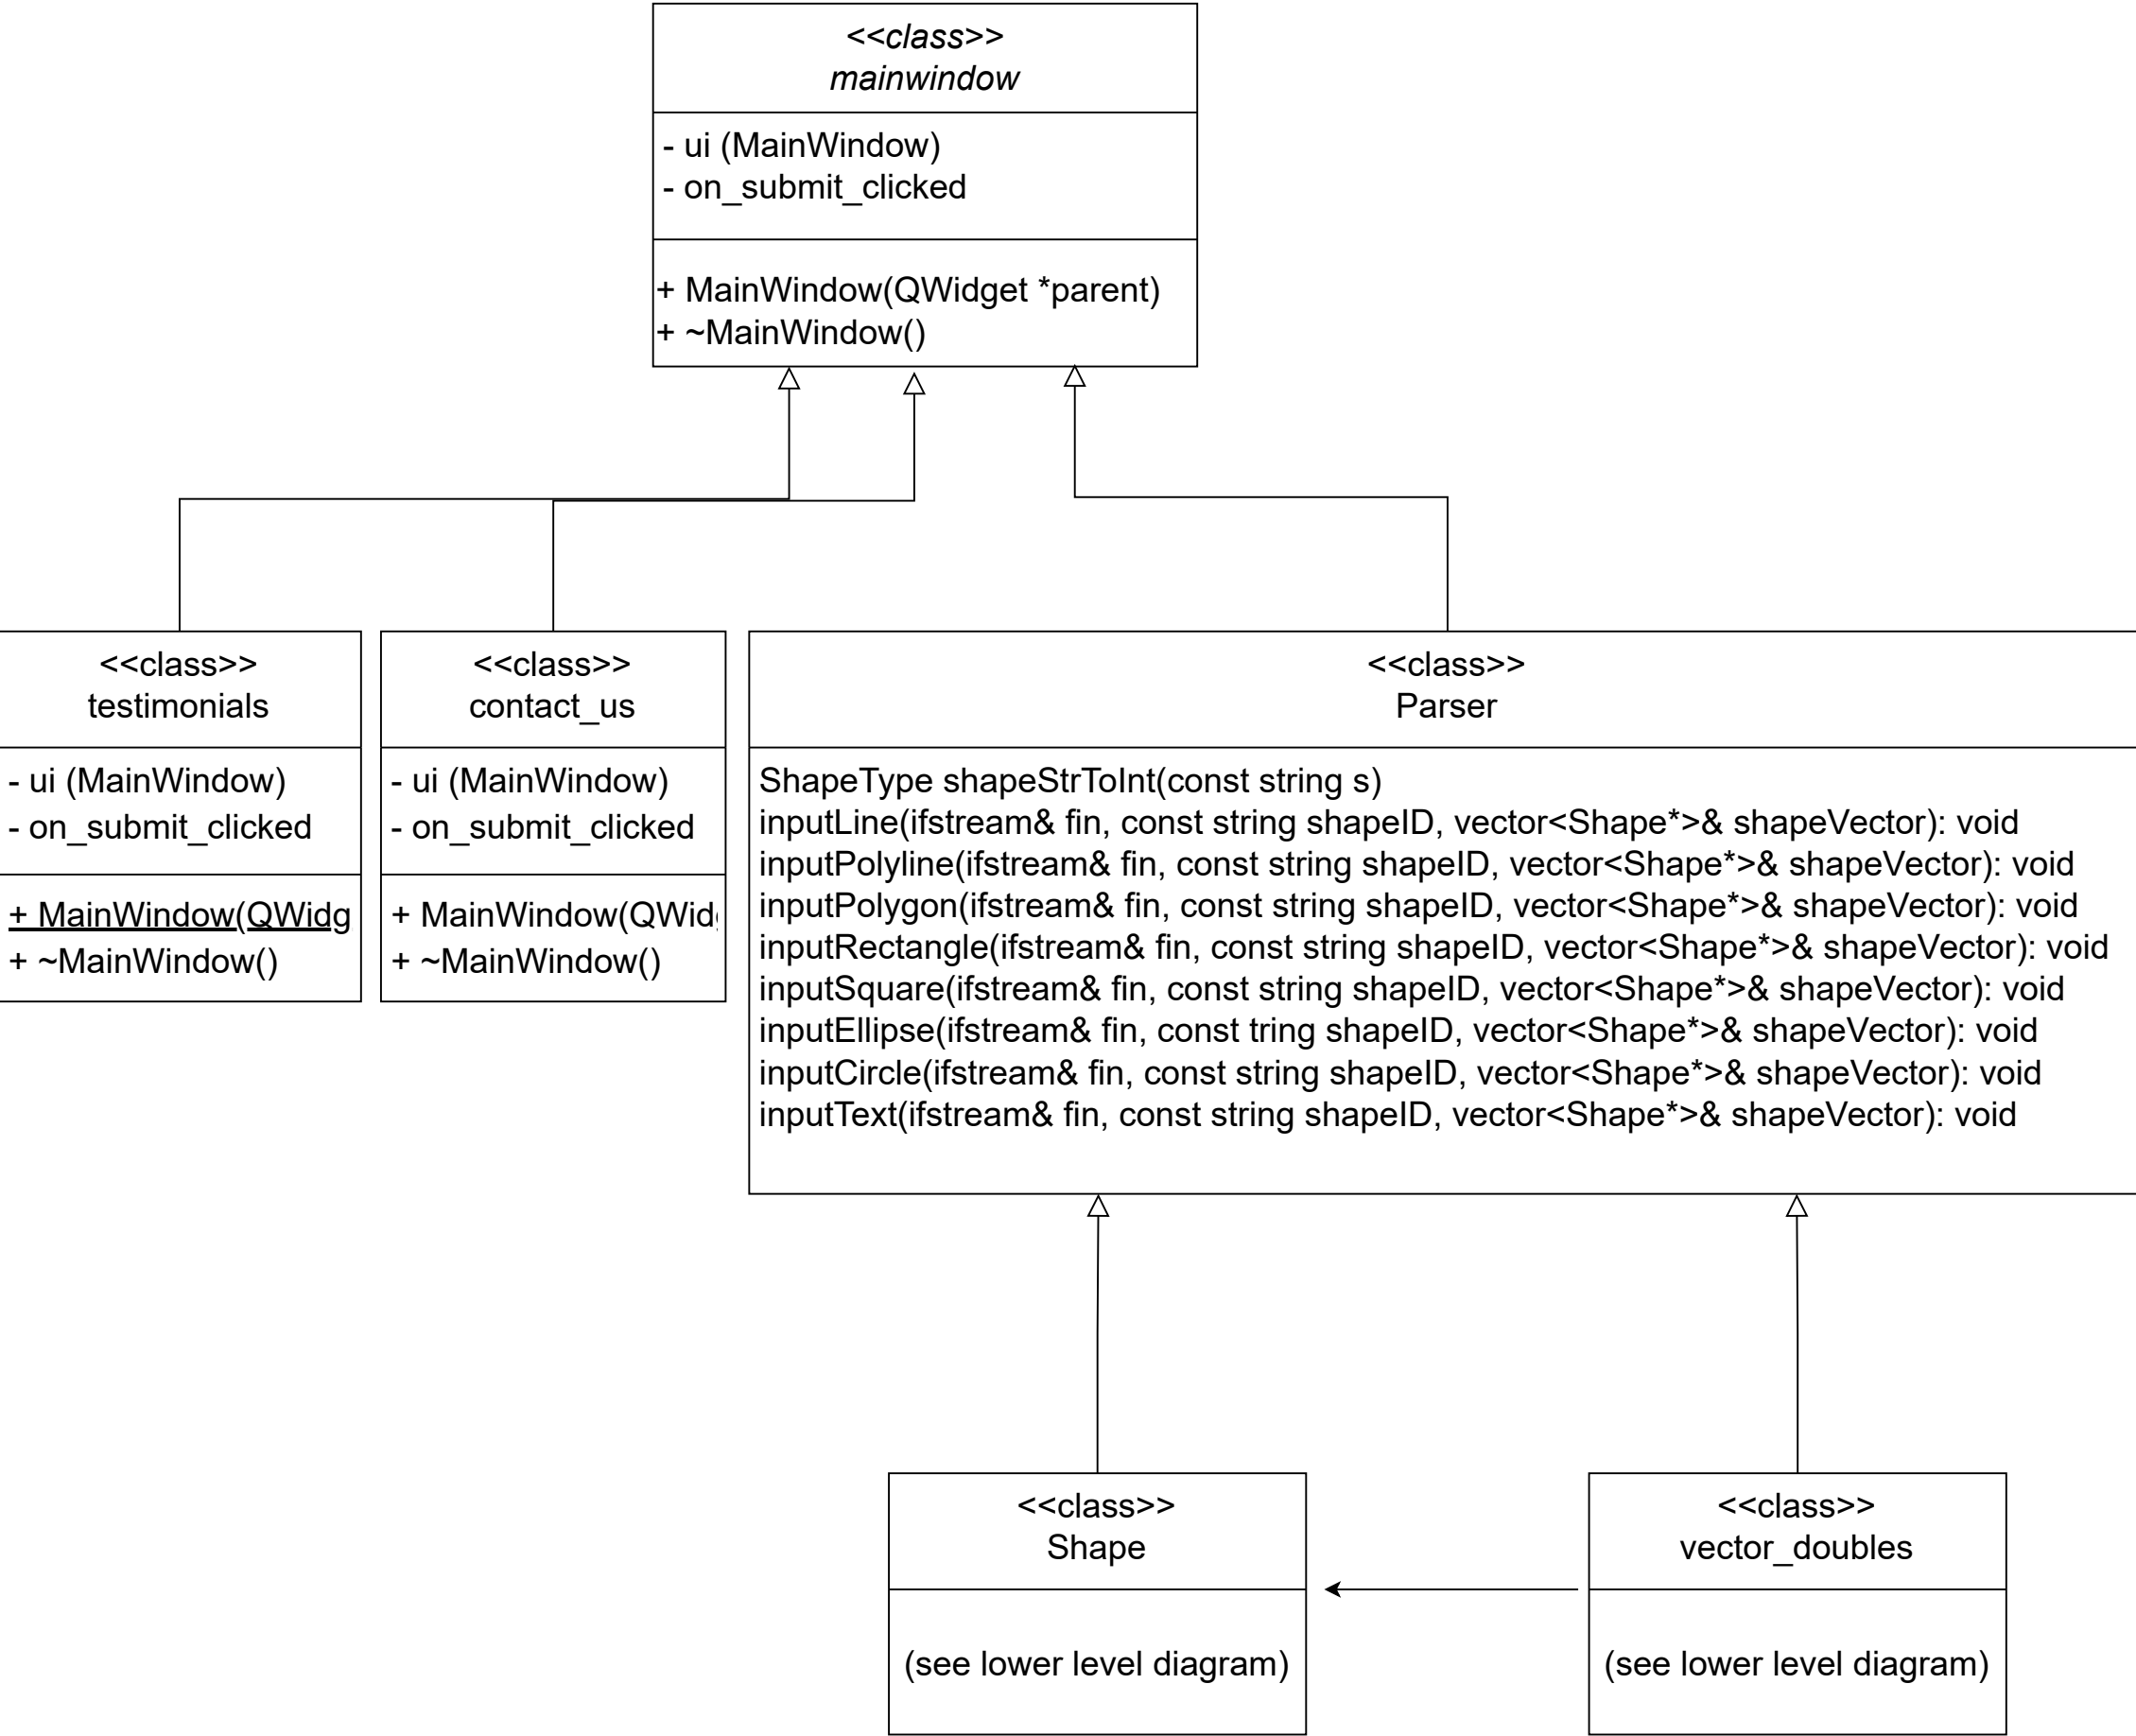 <<class>>
mainwindow
- ui (MainWindow)
- on_submit_clicked
+ MainWindow(QWidget *parent)
+ ~MainWindow()
<<class>>
testimonials
- ui (MainWindow)
- on_submit_clicked
+ MainWindow(QWidg
+ ~MainWindow()
<<class>>
contact_us
- ui (MainWindow)
- on_submit_clicked
+ MainWindow(QWid
+ ~MainWindow()
<<class>>
Parser
ShapeType shapeStrToInt(const string s)
inputLine(ifstream& fin, const string shapeID, vector<Shape*>& shapeVector): void
inputPolyline(ifstream& fin, const string shapeID, vector<Shape*>& shapeVector): void
inputPolygon(ifstream& fin, const string shapeID, vector<Shape*>& shapeVector): void
inputRectangle(ifstream& fin, const string shapeID, vector<Shape*>& shapeVector): void
inputSquare(ifstream& fin, const string shapeID, vector<Shape*>& shapeVector): void
inputEllipse(ifstream& fin, const tring shapeID, vector<Shape*>& shapeVector): void
inputCircle(ifstream& fin, const string shapeID, vector<Shape*>& shapeVector): void
inputText(ifstream& fin, const string shapeID, vector<Shape*>& shapeVector): void
<<class>>
Shape
(see lower level diagram)
<<class>>
vector_doubles
(see lower level diagram)